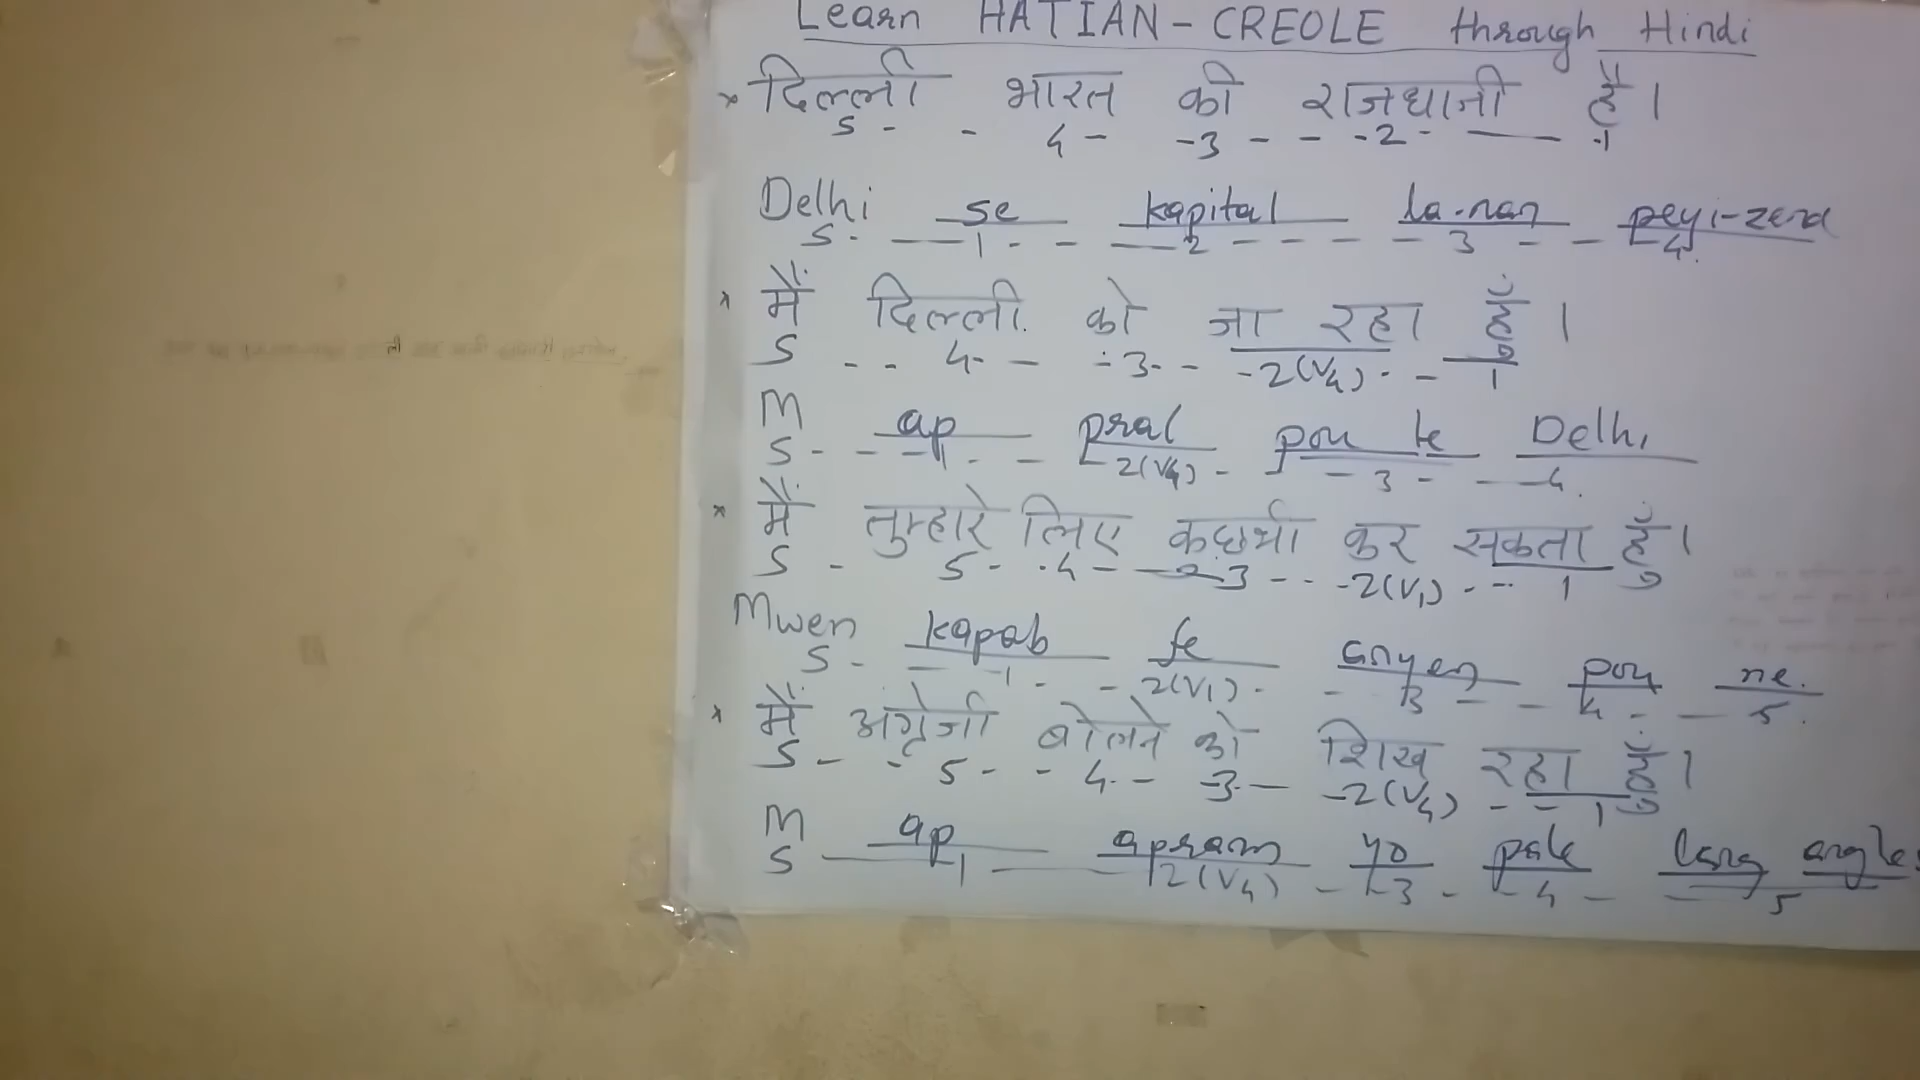 Learn HATIAN-CREOLE through Hindi
× दिल्ली भारत की राजधानी है।
S - - 4 - -3 - - -2- — -1
Delhi se kapital la-nan peyi-zend
S. - — 1 - - — 2 - - - - 3 - - 4.
× मैं दिल्ली को जा रहा हूँ।
S - - 4- - -3- - -2(V4) - - 1
M ap pral pou le Delhi
S - - -1- - 2(V4) - - 3 - - 4.
× मैं तुम्हारे लिए कुछभी कर सकता हूँ।
S - 5 - .4 - — 3 - - -2(V1) - - 1
Mwen kapab fe anyen pou ne.
S - - -1 - - 2(V1) - - 3 - - 4 - - 5.
× मैं अंग्रेजी बोलने को शिख रहा हूँ।
S - - 5 - - 4 - - -3 - — -2(V4) - - 1
M ap apram yo pale lang angle
S — 1 — 2(V4) - -3 - -4 - — 5